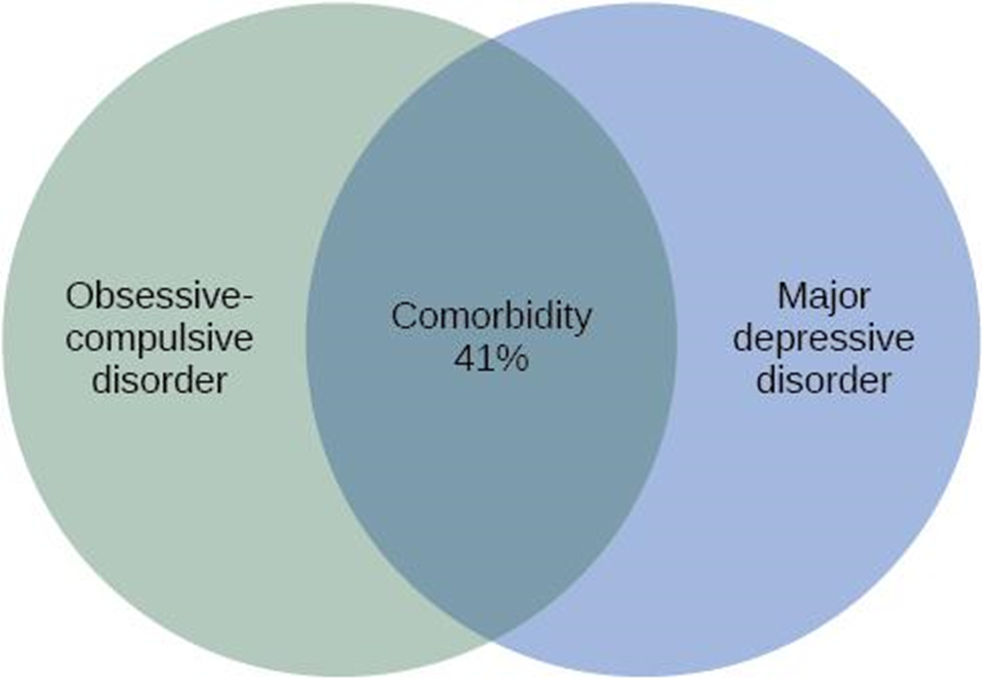 Obsessive-
compulsive
disorder
Comorbidity
41%
Major
depressive
disorder